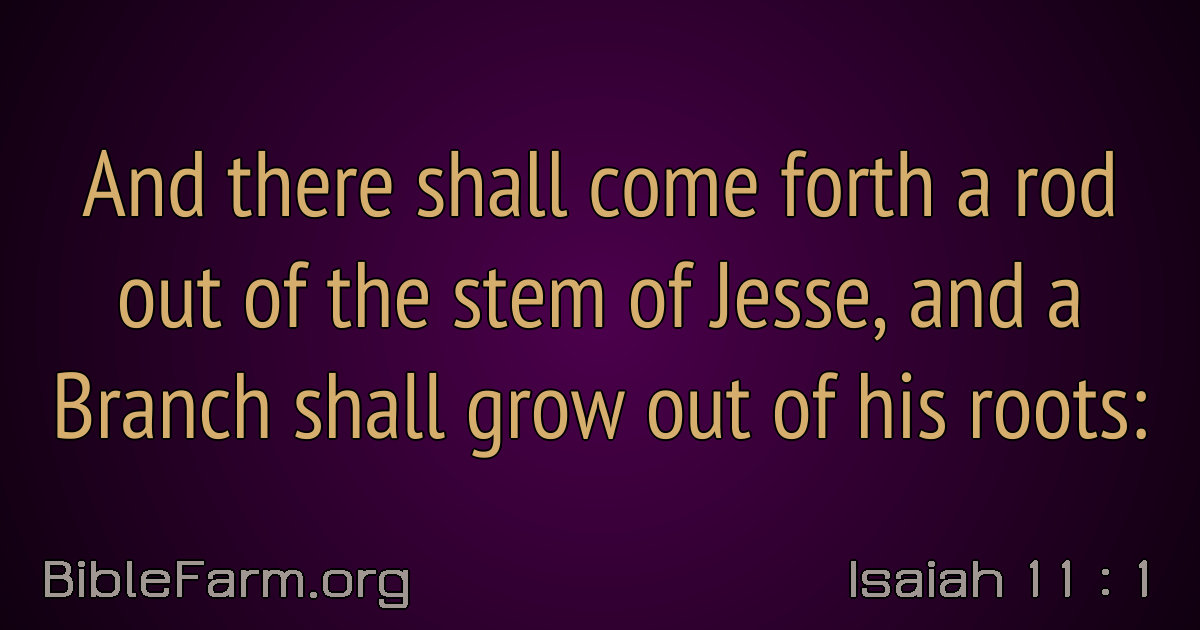 And there shall come forth a rod
out of the stem of Jesse, and a
Branch shall grow out of his roots:
BibleFarm.org
Isaiah 11 : 1